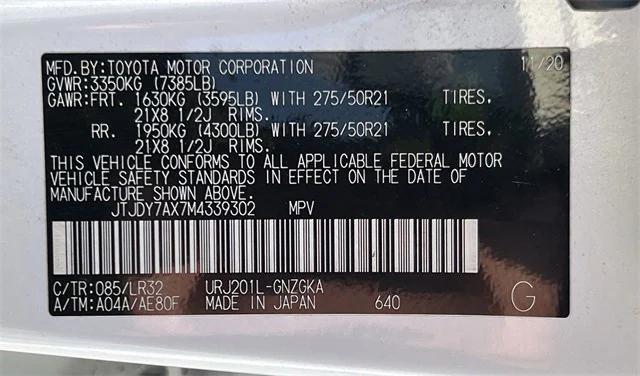 MFD.BY:TOYOTA MOTOR CORPORATION 11/20
GVWR:3350KG (7385LB)
GAWR:FRT. 1630KG (3595LB) WITH 275/50R21 TIRES.
21X8 1/2J RIMS.
RR. 1950KG (4300LB) WITH 275/50R21 TIRES.
21X8 1/2J RIMS.
THIS VEHICLE CONFORMS TO ALL APPLICABLE FEDERAL MOTOR
VEHICLE SAFETY STANDARDS IN EFFECT ON THE DATE OF
MANUFACTURE SHOWN ABOVE.
JTJDY7AX7M4339302 MPV
C/TR:085/LR32 URJ201L-GNZGKA
A/TM:A04A/AE80F MADE IN JAPAN 640 G